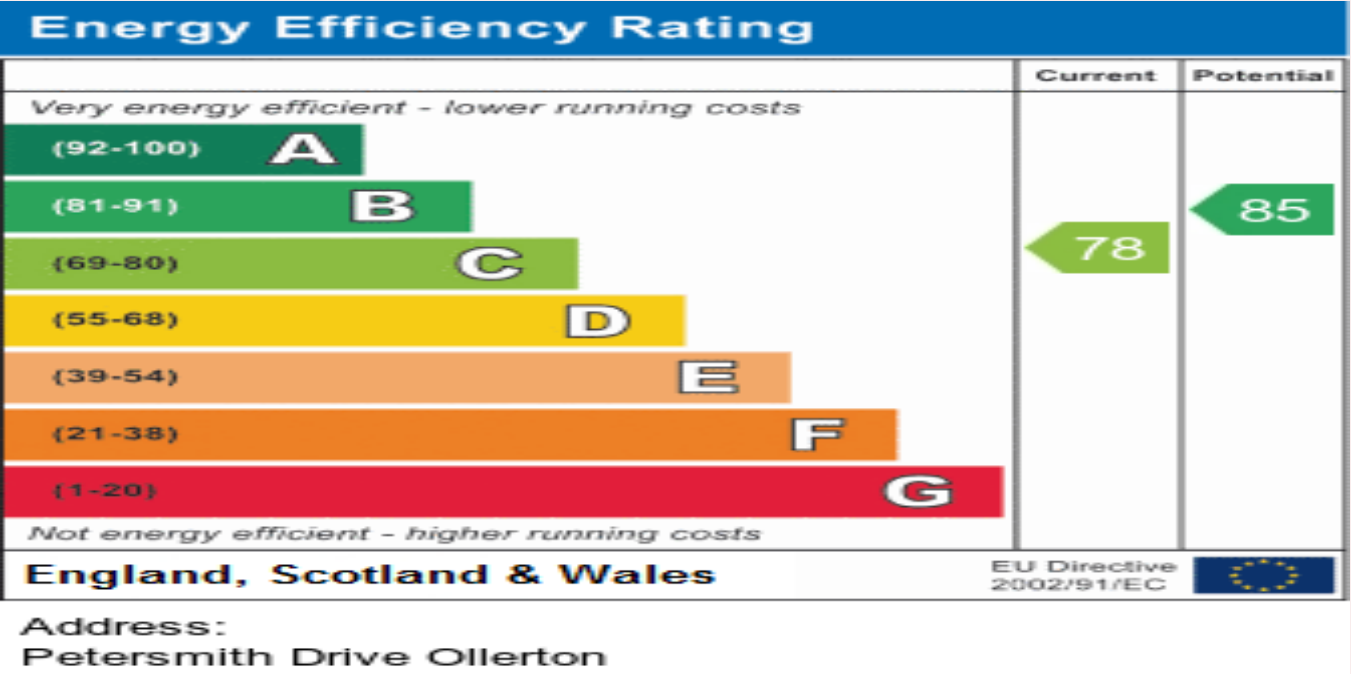 Energy Efficiency Rating
Current Potential
Very energy efficient - lower running costs
(92-100) A
(81-91) B
85
(69-80) C
78
(55-68) D
(39-54) E
(21-38) F
(1-20) G
Not energy efficient - higher running costs
England, Scotland & Wales
EU Directive
2002/91/EC
Address:
Petersmith Drive Ollerton